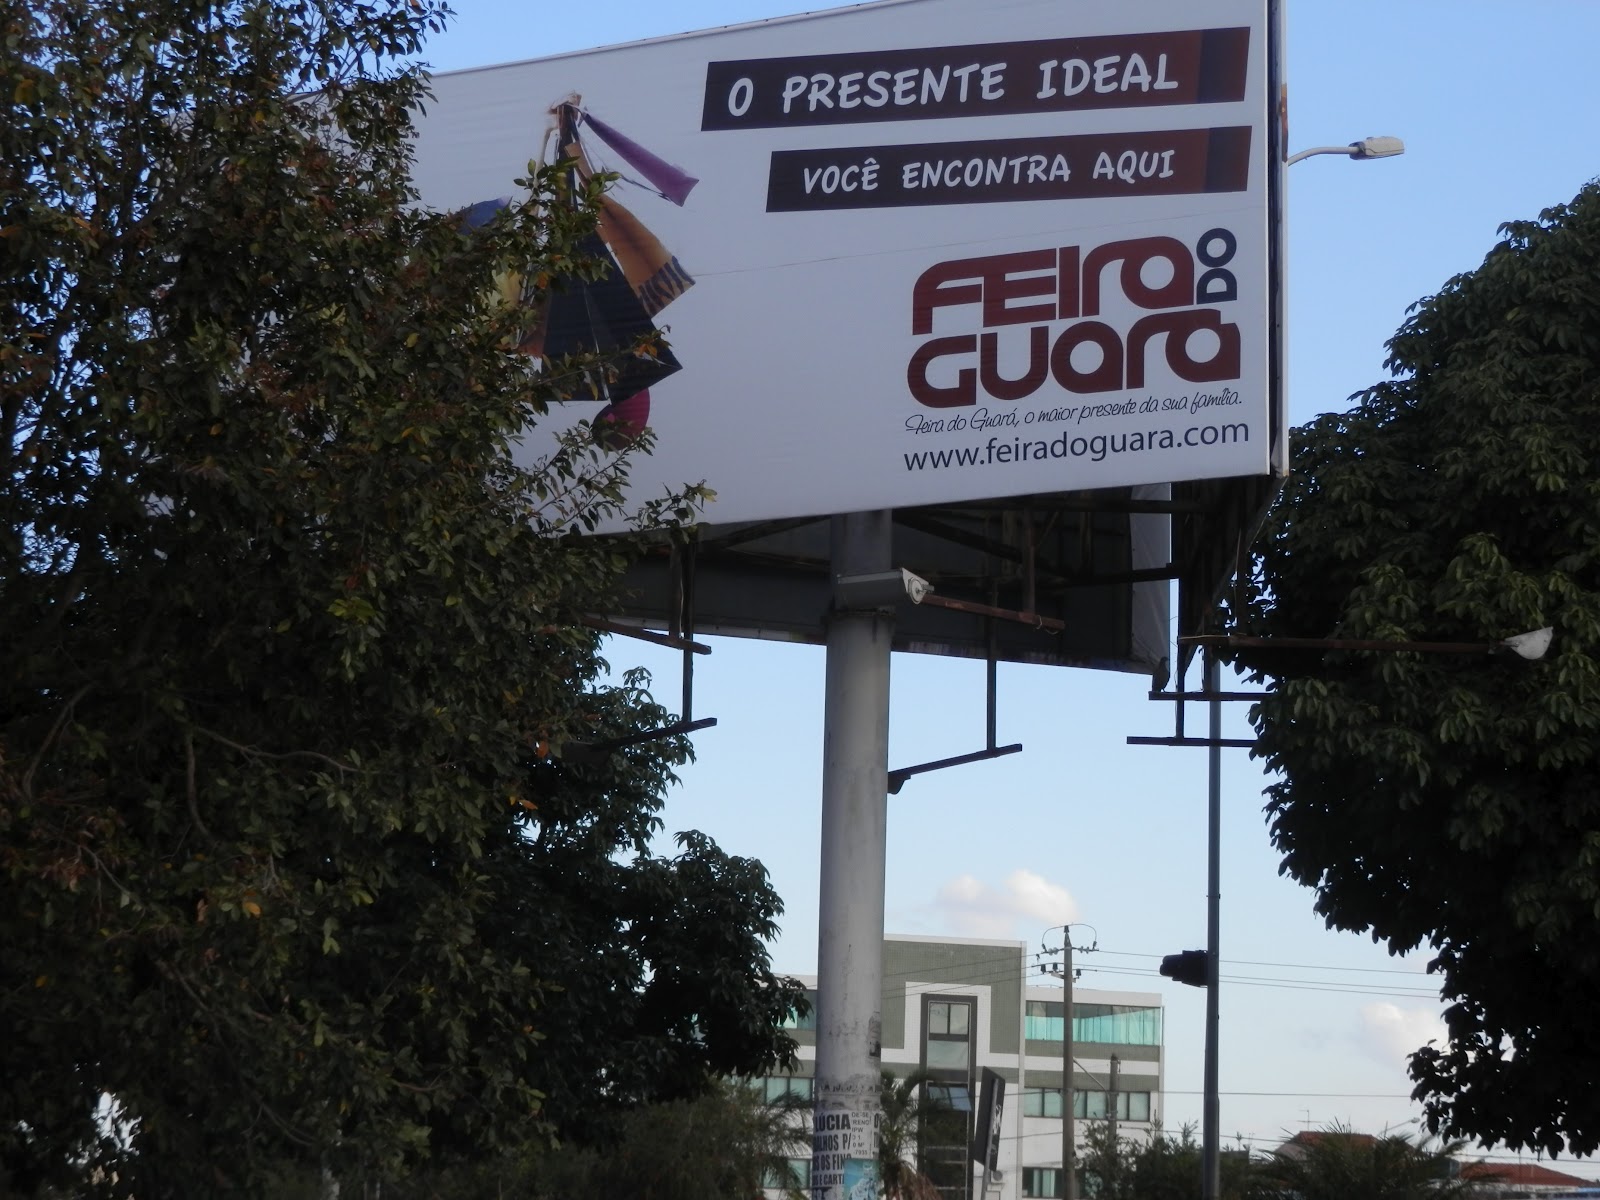 O PRESENTE IDEAL
VOCÊ ENCONTRA AQUI
FEIRA DO
GUARA
Feira do Guará, o maior presente da sua família.
www.feiradoguara.com
LUCIA